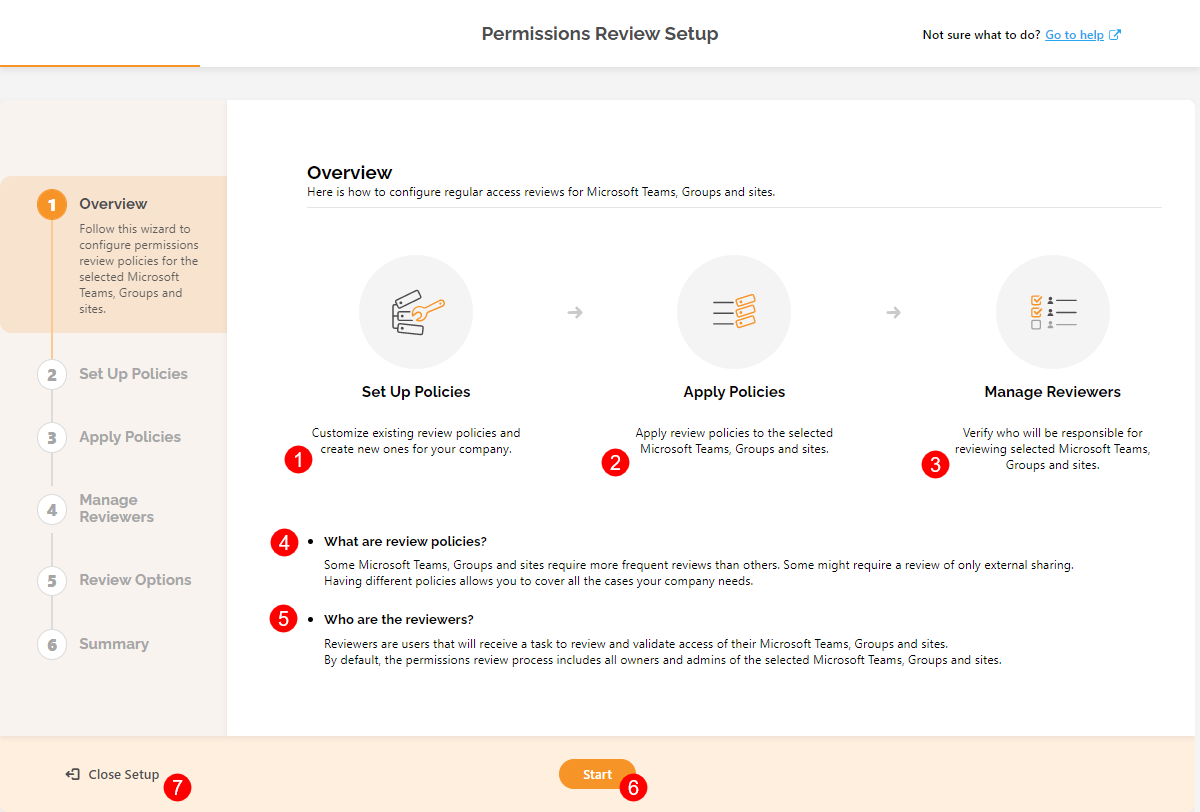 Permissions Review Setup
Not sure what to do? Go to help
1
Overview
Follow this wizard to
configure permissions
review policies for the
selected Microsoft
Teams, Groups and
sites.
2
Set Up Policies
3
Apply Policies
4
Manage
Reviewers
5
Review Options
6
Summary
Overview
Here is how to configure regular access reviews for Microsoft Teams, Groups and sites.
Set Up Policies
Customize existing review policies and
create new ones for your company.
1
Apply Policies
Apply review policies to the selected
Microsoft Teams, Groups and sites.
2
Manage Reviewers
Verify who will be responsible for
reviewing selected Microsoft Teams,
Groups and sites.
3
4
• What are review policies?
Some Microsoft Teams, Groups and sites require more frequent reviews than others. Some might require a review of only external sharing.
Having different policies allows you to cover all the cases your company needs.
5
• Who are the reviewers?
Reviewers are users that will receive a task to review and validate access of their Microsoft Teams, Groups and sites.
By default, the permissions review process includes all owners and admins of the selected Microsoft Teams, Groups and sites.
Close Setup
7
Start
6